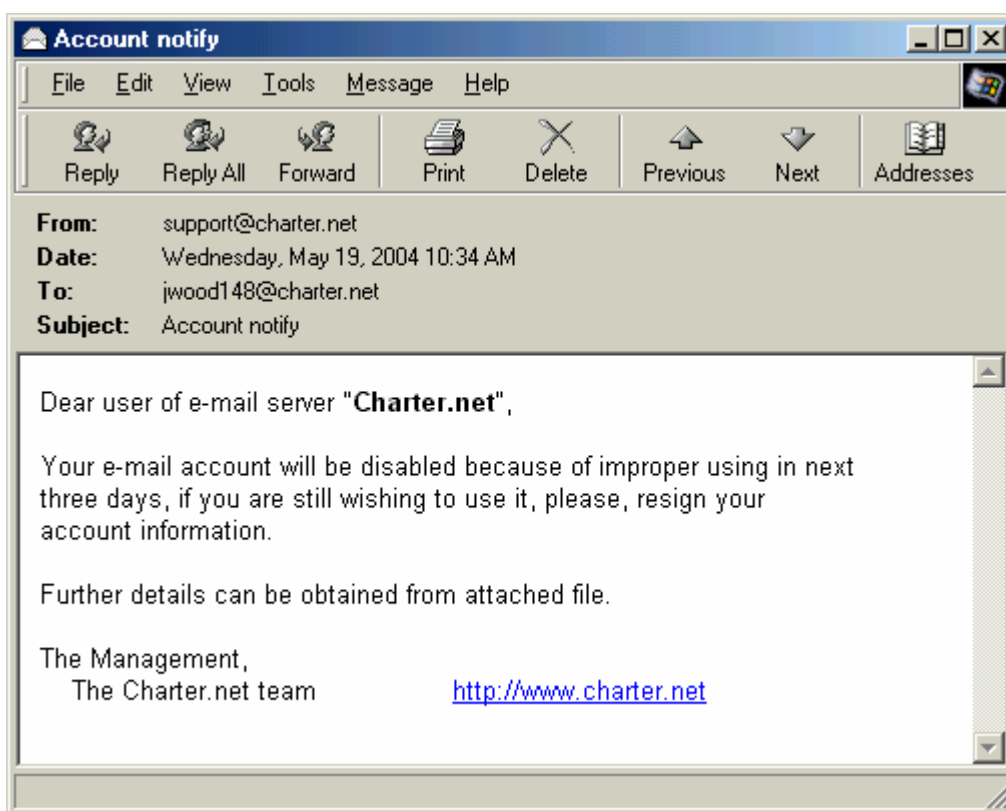 Account notify
File Edit View Tools Message Help
Reply Reply All Forward Print Delete Previous Next Addresses
From: support@charter.net
Date: Wednesday, May 19, 2004 10:34 AM
To: jwood148@charter.net
Subject: Account notify
Dear user of e-mail server "Charter.net",
Your e-mail account will be disabled because of improper using in next
three days, if you are still wishing to use it, please, resign your
account information.
Further details can be obtained from attached file.
The Management,
The Charter.net team http://www.charter.net